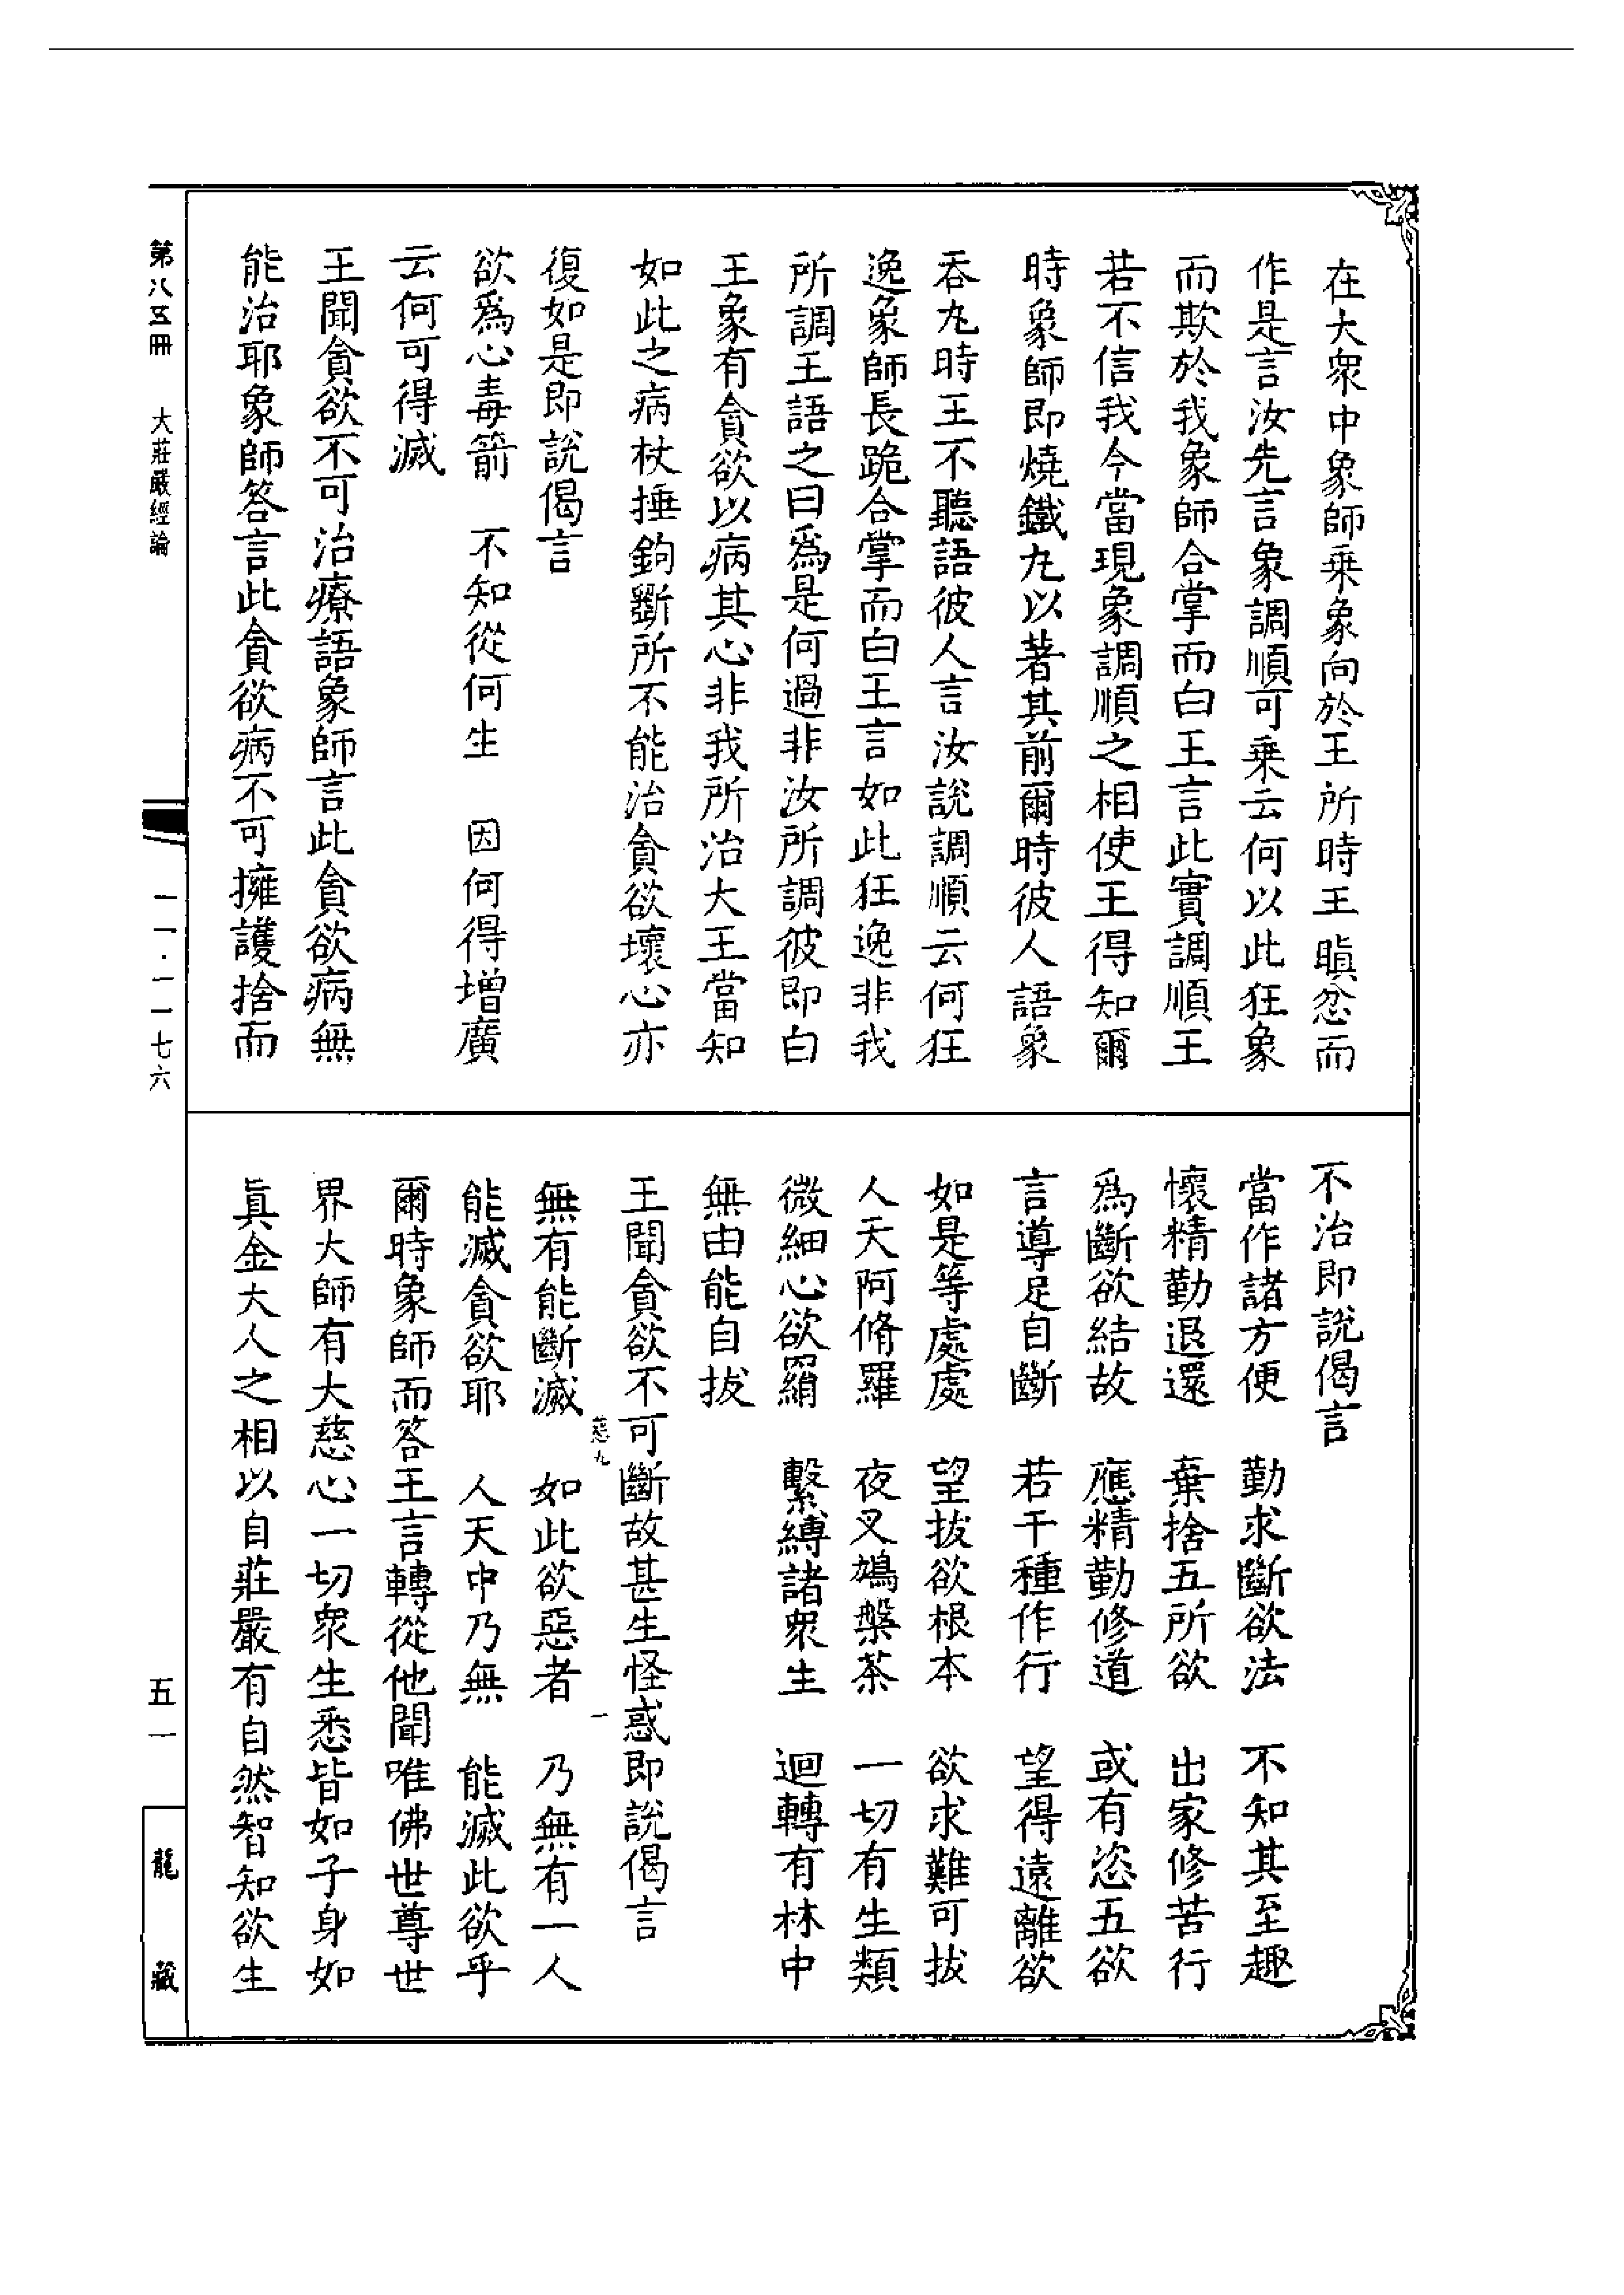 在大衆中象師乗象向於王所時王瞋忿而
作是言汝先言象調順可乗云何以此狂象
而欺於我象師合掌而白王言此實調順王
若不信我今當現象調順之相使王得知爾
時象師即燒鐵丸以著其前爾時彼人語象
吞丸時王不聽語彼人言汝說調順云何狂
逸象師長跪合掌而白王言如此狂逸非我
所調王語之曰爲是何過非汝所調彼即白
王象有貪欲以病其心非我所治大王當知
如此之病杖捶鉤斷所不能治貪欲壞心亦
復如是即說偈言
欲爲心毒箭　不知從何生　因何得增廣
云何可得滅
王聞貪欲不可治療語象師言此貪欲病無
能治耶象師答言此貪欲病不可擁護捨而
不治即說偈言
當作諸方便　勤求斷欲法　不知其至趣
懷精勤退還　棄捨五所欲　出家修苦行
爲斷欲結故　應精勤修道　或有恣五欲
言導足自斷　若干種作行　望得遠離欲
如是等處處　望拔欲根本　欲求難可拔
人天阿脩羅　夜叉鳩槃茶　一切有生類
微細心欲羂　繫縛諸衆生　迴轉有林中
無由能自拔
王聞貪欲不可斷故甚生怪惑即說偈言
慈九
一
無有能斷滅　如此欲惡者　乃無有一人
能滅貪欲耶　人天中乃無　能滅此欲乎
爾時象師而答王言轉從他聞唯佛世尊世
界大師有大慈心一切衆生悉皆如子身如
眞金大人之相以自莊嚴有自然智知欲生
第八五冊　大莊嚴經論
一一·一一七六
五一
龍藏